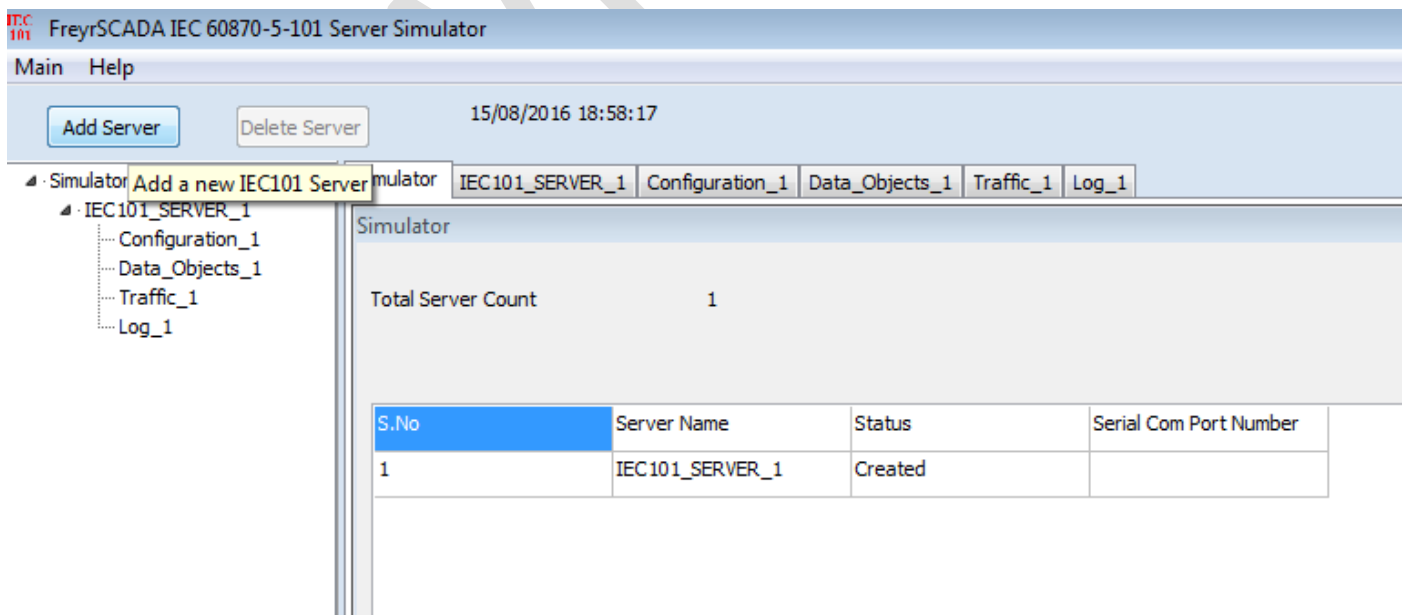 IEC
101
FreyrSCADA IEC 60870-5-101 Server Simulator
Main Help
Add Server Delete Server 15/08/2016 18:58:17
Add a new IEC101 Server
Simulator
IEC101_SERVER_1
Configuration_1
Data_Objects_1
Traffic_1
Log_1
mulator IEC101_SERVER_1 Configuration_1 Data_Objects_1 Traffic_1 Log_1
Simulator
Total Server Count 1
S.No Server Name Status Serial Com Port Number
1 IEC101_SERVER_1 Created